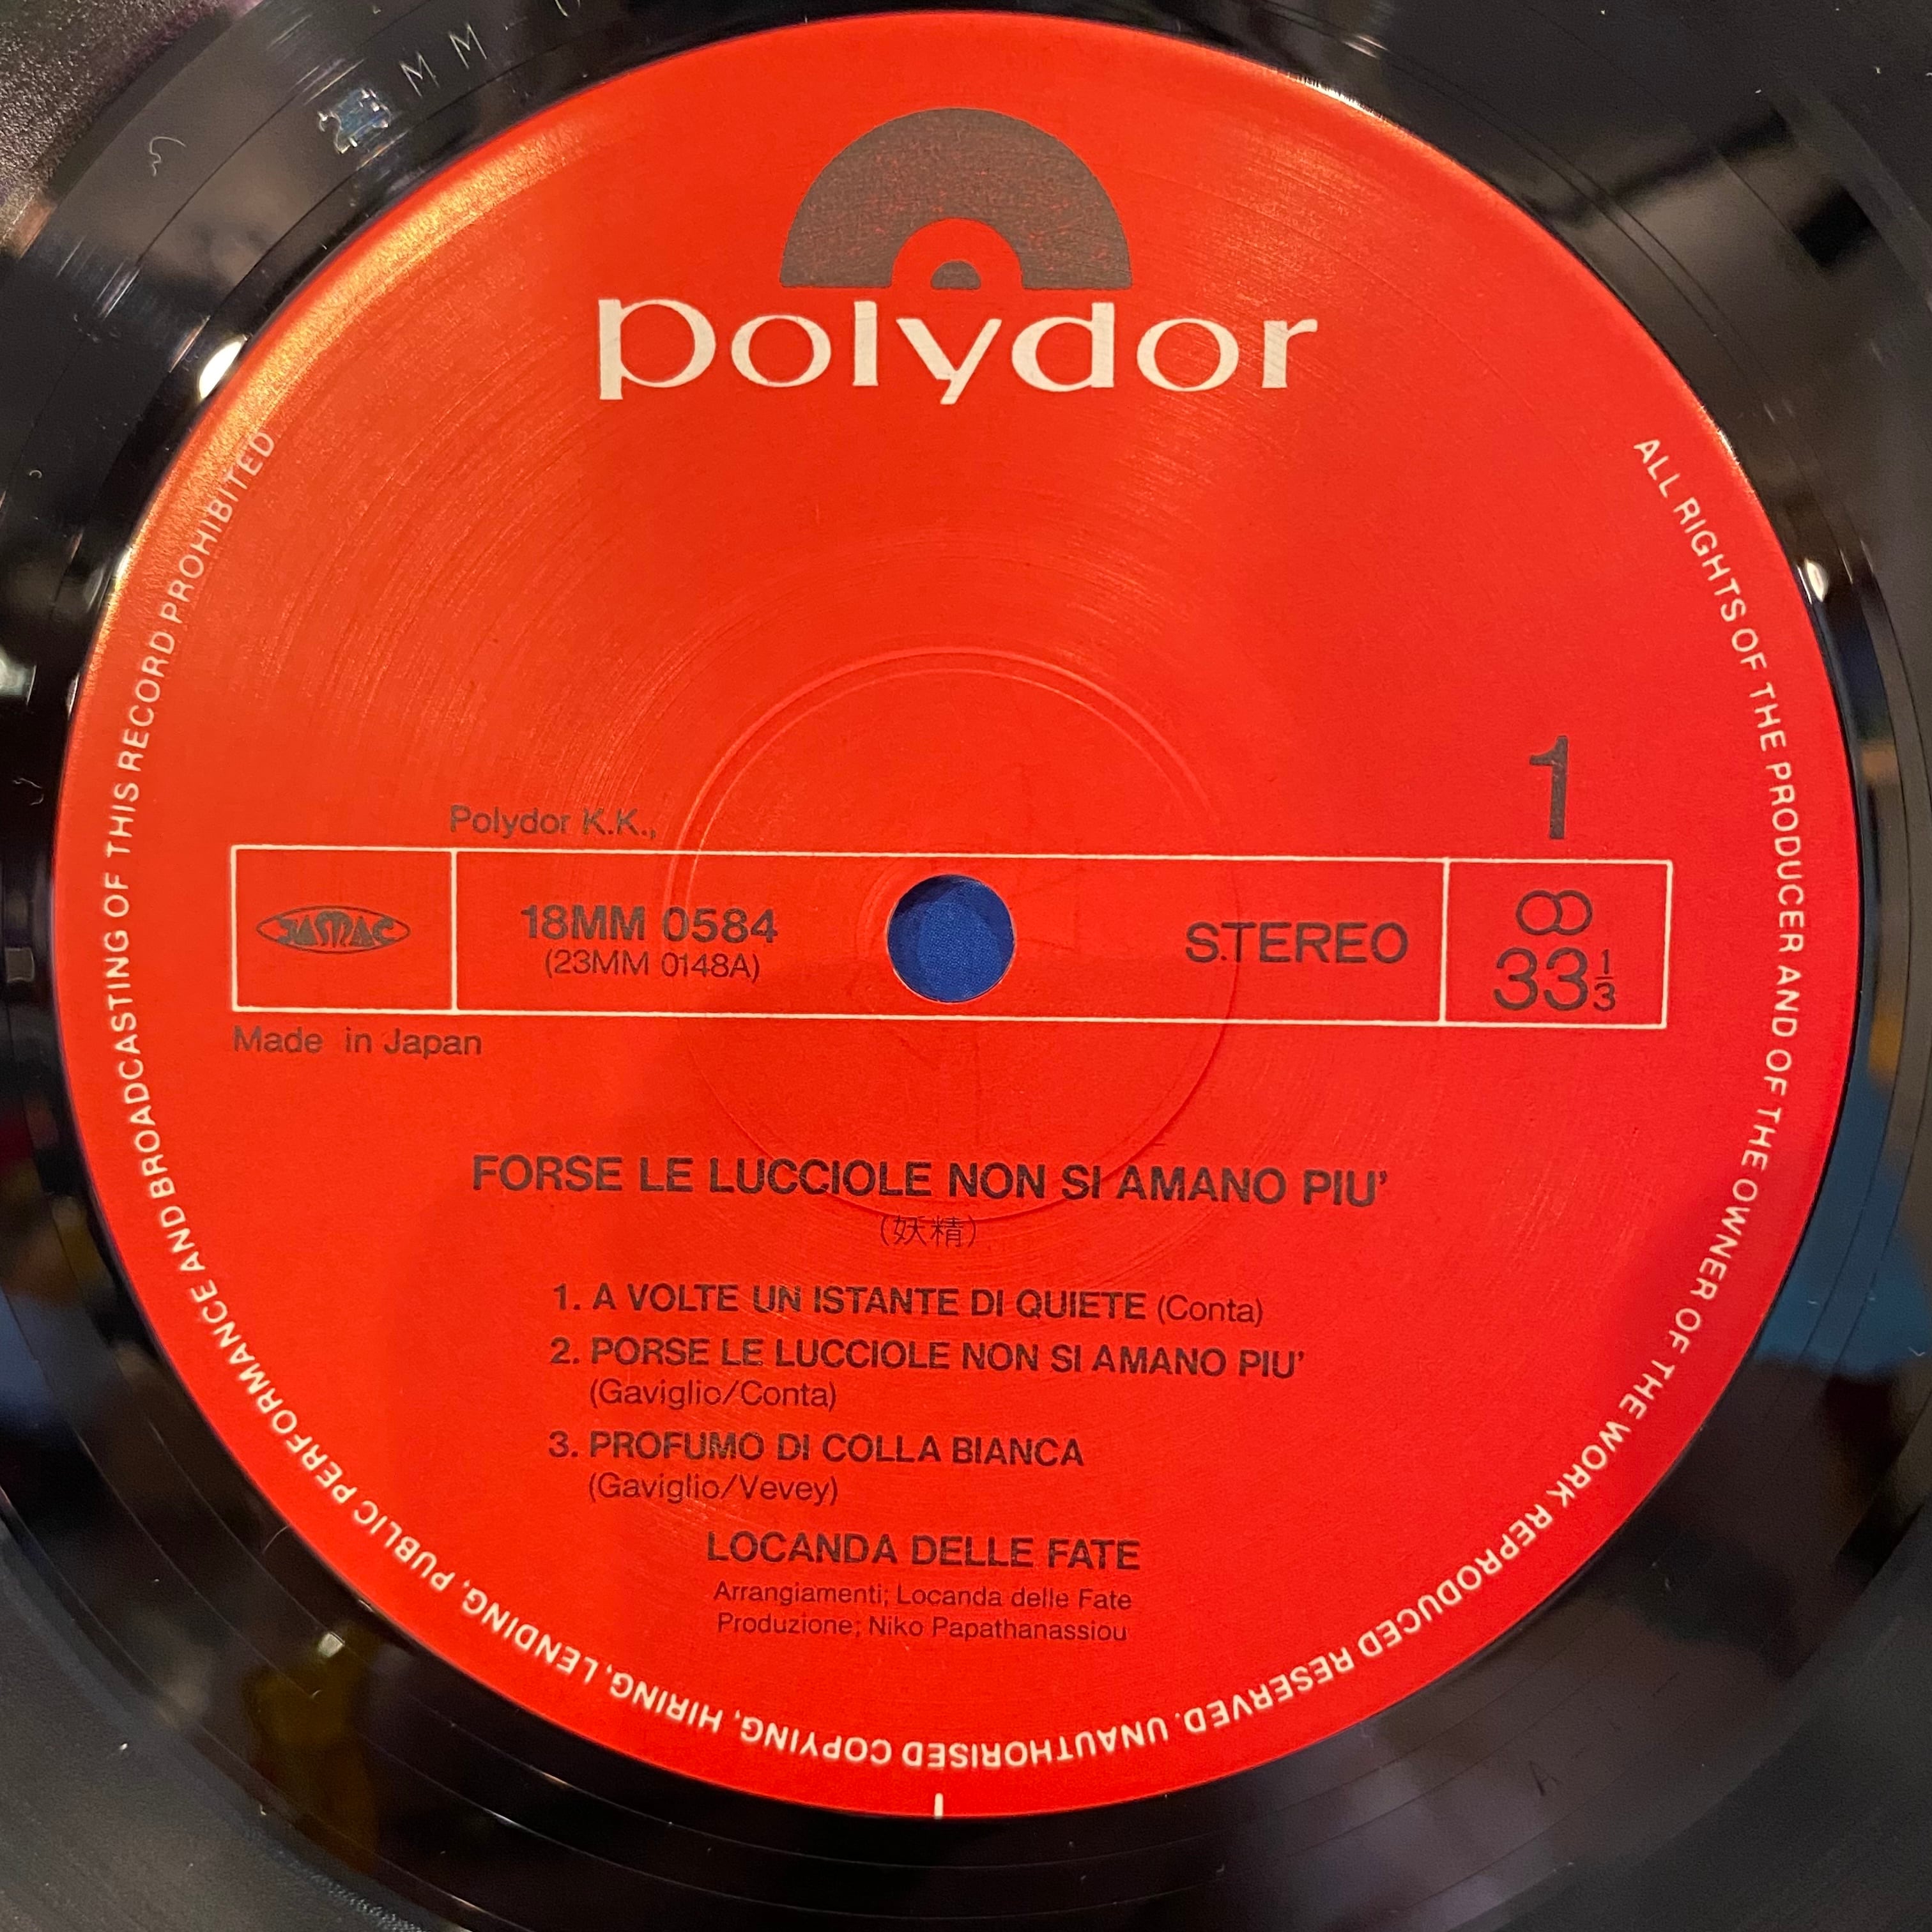 polydor
1
Polydor K.K.,
JASRAC
18MM 0584
(23MM 0148A)
STEREO
33 1/3
Made in Japan
FORSE LE LUCCIOLE NON SI AMANO PIU'
(妖精)
1. A VOLTE UN ISTANTE DI QUIETE (Conta)
2. PORSE LE LUCCIOLE NON SI AMANO PIU'
(Gaviglio/Conta)
3. PROFUMO DI COLLA BIANCA
(Gaviglio/Vevey)
LOCANDA DELLE FATE
Arrangiamenti; Locanda delle Fate
Produzione; Niko Papathanassiou
ALL RIGHTS OF THE PRODUCER AND OF THE OWNER OF THE WORK REPRODUCED RESERVED. UNAUTHORISED COPYING, HIRING, LENDING, PUBLIC PERFORMANCE AND BROADCASTING OF THIS RECORD PROHIBITED